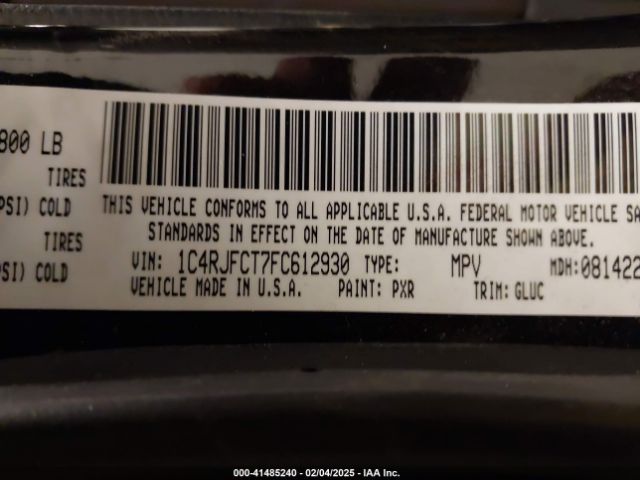 800 LB
TIRES
PSI) COLD
TIRES
PSI) COLD
THIS VEHICLE CONFORMS TO ALL APPLICABLE U.S.A. FEDERAL MOTOR VEHICLE SA
STANDARDS IN EFFECT ON THE DATE OF MANUFACTURE SHOWN ABOVE.
VIN: 1C4RJFCT7FC612930 TYPE: MPV MDH:081422
VEHICLE MADE IN U.S.A. PAINT: PXR TRIM: GLUC
000-41485240 - 02/04/2025 - IAA Inc.